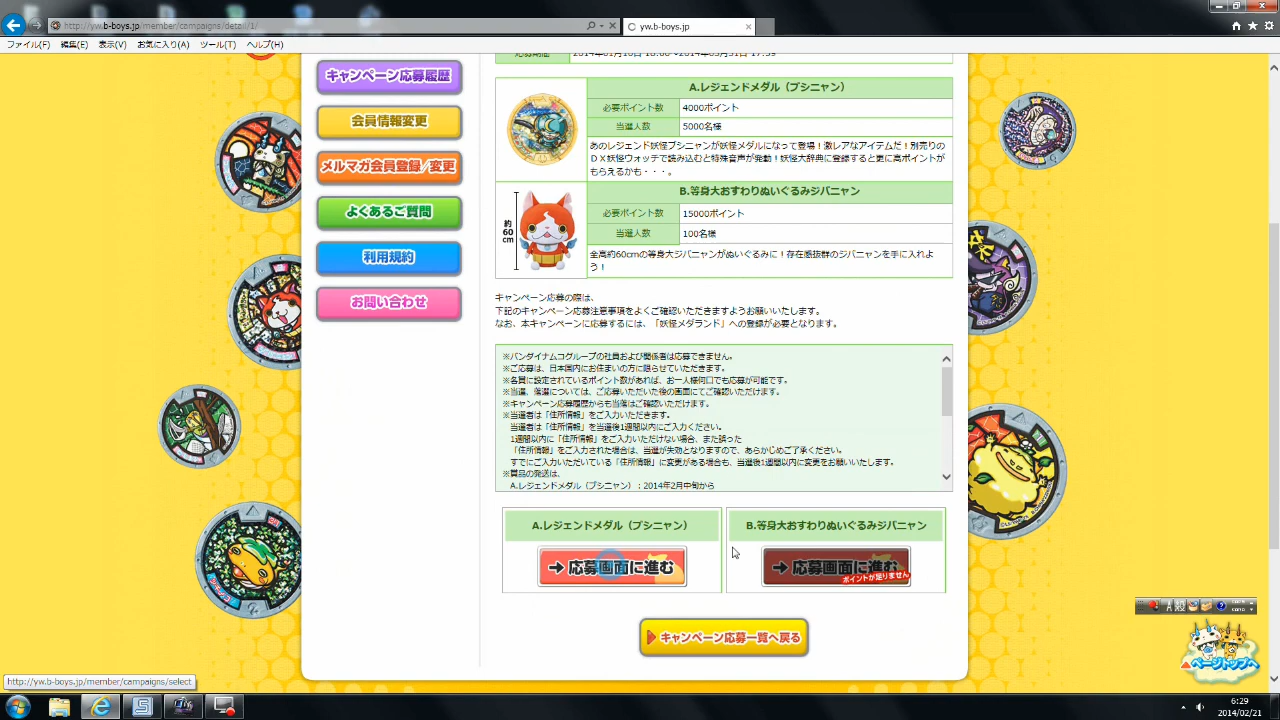 http://yw.b-boys.jp/member/campaigns/detail/1/
yw.b-boys.jp
ファイル(F) 編集(E) 表示(V) お気に入り(A) ツール(T) ヘルプ(H)
キャンペーン応募履歴
会員情報変更
メルマガ会員登録/変更
よくあるご質問
利用規約
お問い合わせ
A.レジェンドメダル（ブシニャン）
必要ポイント数 4000ポイント
当選人数 5000名様
あのレジェンド妖怪ブシニャンが妖怪メダルになって登場！激レアなアイテムだ！別売りの
ＤＸ妖怪ウォッチで読み込むと特殊音声が発動！妖怪大辞典に登録すると更に高ポイントが
もらえるかも・・・。
約60cm
B.等身大おすわりぬいぐるみジバニャン
必要ポイント数 15000ポイント
当選人数 100名様
全高約60cmの等身大ジバニャンがぬいぐるみに！存在感抜群のジバニャンを手に入れよ
う！
キャンペーン応募の際は、
下記のキャンペーン応募注意事項をよくご確認いただきますようお願いいたします。
なお、本キャンペーンに応募するには、「妖怪メダランド」への登録が必要となります。
※バンダイナムコグループの社員および関係者は応募できません。
※ご応募は、日本国内にお住まいの方に限らせていただきます。
※各賞に設定されているポイント数があれば、お一人様何口でも応募が可能です。
※当選、落選については、ご応募いただいた後の画面にてご確認いただけます。
※キャンペーン応募履歴からも当落はご確認いただけます。
※当選者は「住所情報」をご入力いただきます。
当選者は「住所情報」を当選後1週間以内にご入力ください。
1週間以内に「住所情報」をご入力いただけない場合、また誤った
「住所情報」をご入力された場合は、当選が失効となりますので、あらかじめご了承ください。
すでにご入力いただいている「住所情報」に変更がある場合も、当選後1週間以内に変更をお願いいたします。
※賞品の発送は、
A.レジェンドメダル（ブシニャン）：2014年2月中旬から
A.レジェンドメダル（ブシニャン）
→応募画面に進む
B.等身大おすわりぬいぐるみジバニャン
→応募画面に進む
ポイントが足りません
キャンペーン応募一覧へ戻る
ページトップへ
http://yw.b-boys.jp/member/campaigns/select
6:29
2014/02/21